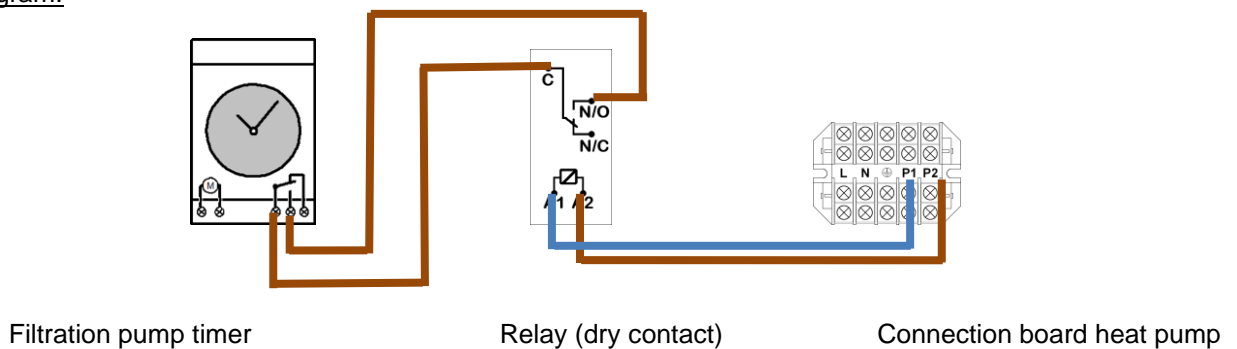 gram:
M
C
N/O
N/C
A1 A2
L N P1 P2
Filtration pump timer Relay (dry contact) Connection board heat pump